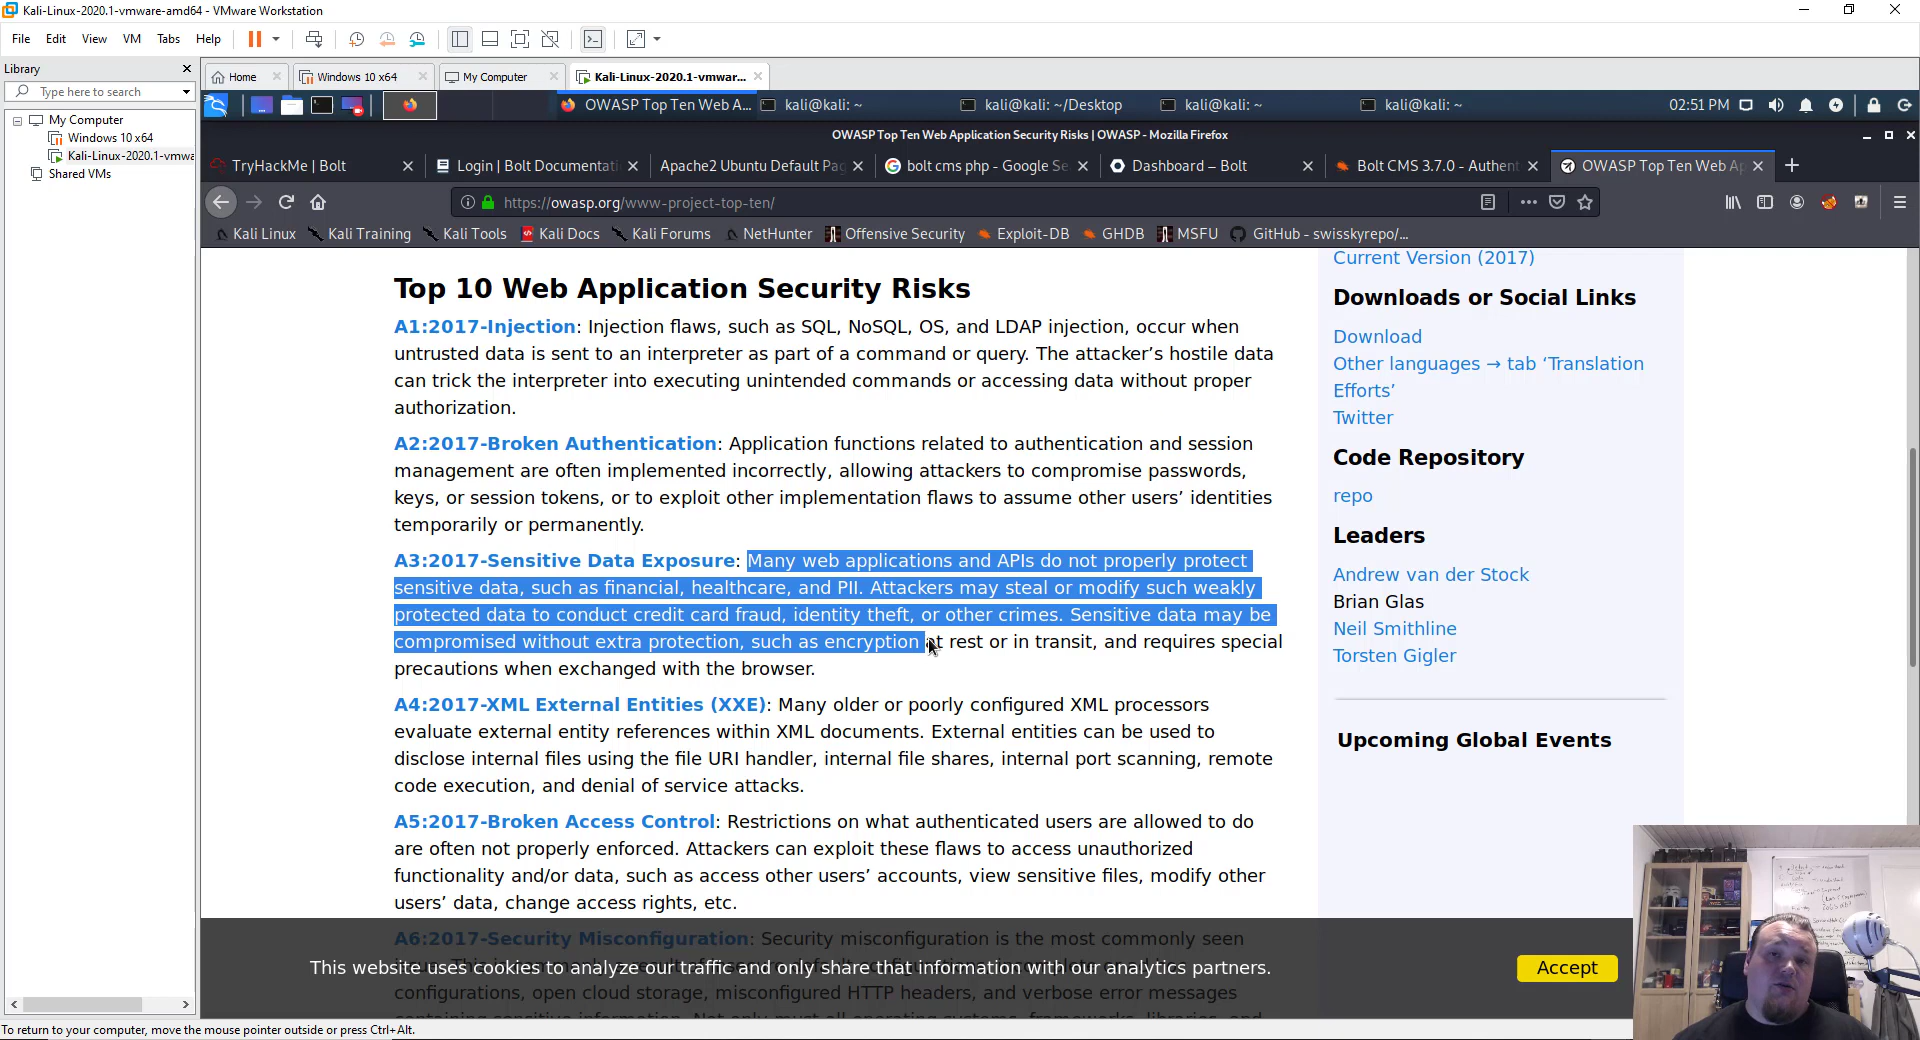 Kali-Linux-2020.1-vmware-amd64 - VMware Workstation
File Edit View VM Tabs Help
Library
Type here to search
My Computer
Windows 10 x64
Kali-Linux-2020.1-vmwa
Shared VMs
Home
Windows 10 x64
My Computer
Kali-Linux-2020.1-vmwar...
OWASP Top Ten Web A...
kali@kali: ~
kali@kali: ~/Desktop
kali@kali: ~
kali@kali: ~
02:51 PM
OWASP Top Ten Web Application Security Risks | OWASP - Mozilla Firefox
TryHackMe | Bolt
Login | Bolt Documentati
Apache2 Ubuntu Default Pag
bolt cms php - Google Se
Dashboard – Bolt
Bolt CMS 3.7.0 - Authent
OWASP Top Ten Web Ap
https://owasp.org/www-project-top-ten/
Kali Linux
Kali Training
Kali Tools
Kali Docs
Kali Forums
NetHunter
Offensive Security
Exploit-DB
GHDB
MSFU
GitHub - swisskyrepo/...
Top 10 Web Application Security Risks
A1:2017-Injection: Injection flaws, such as SQL, NoSQL, OS, and LDAP injection, occur when
untrusted data is sent to an interpreter as part of a command or query. The attacker’s hostile data
can trick the interpreter into executing unintended commands or accessing data without proper
authorization.
A2:2017-Broken Authentication: Application functions related to authentication and session
management are often implemented incorrectly, allowing attackers to compromise passwords,
keys, or session tokens, or to exploit other implementation flaws to assume other users’ identities
temporarily or permanently.
A3:2017-Sensitive Data Exposure: Many web applications and APIs do not properly protect
sensitive data, such as financial, healthcare, and PII. Attackers may steal or modify such weakly
protected data to conduct credit card fraud, identity theft, or other crimes. Sensitive data may be
compromised without extra protection, such as encryption at rest or in transit, and requires special
precautions when exchanged with the browser.
A4:2017-XML External Entities (XXE): Many older or poorly configured XML processors
evaluate external entity references within XML documents. External entities can be used to
disclose internal files using the file URI handler, internal file shares, internal port scanning, remote
code execution, and denial of service attacks.
A5:2017-Broken Access Control: Restrictions on what authenticated users are allowed to do
are often not properly enforced. Attackers can exploit these flaws to access unauthorized
functionality and/or data, such as access other users’ accounts, view sensitive files, modify other
users’ data, change access rights, etc.
A6:2017-Security Misconfiguration: Security misconfiguration is the most commonly seen
This website uses cookies to analyze our traffic and only share that information with our analytics partners.
Accept
configurations, open cloud storage, misconfigured HTTP headers, and verbose error messages
containing sensitive information. Not only must all operating systems, frameworks, libraries, and
Current Version (2017)
Downloads or Social Links
Download
Other languages → tab ‘Translation
Efforts’
Twitter
Code Repository
repo
Leaders
Andrew van der Stock
Brian Glas
Neil Smithline
Torsten Gigler
Upcoming Global Events
To return to your computer, move the mouse pointer outside or press Ctrl+Alt.